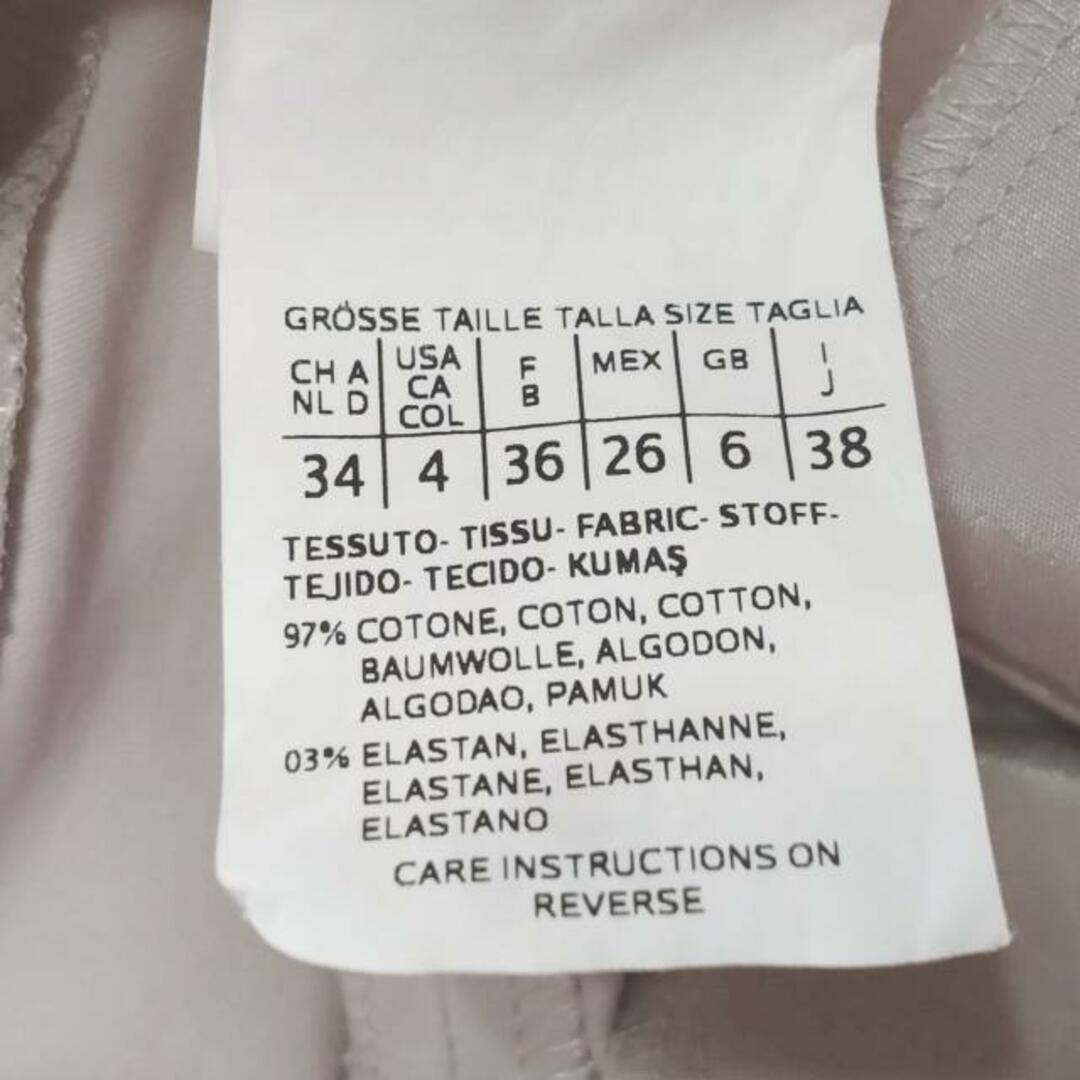 GRÖSSE TAILLE TALLA SIZE TAGLIA
CH A USA F MEX GB I
NL D CA B J
COL
34 4 36 26 6 38
TESSUTO- TISSU- FABRIC- STOFF-
TEJIDO- TECIDO- KUMAŞ
97% COTONE, COTON, COTTON,
BAUMWOLLE, ALGODON,
ALGODAO, PAMUK
03% ELASTAN, ELASTHANNE,
ELASTANE, ELASTHAN,
ELASTANO
CARE INSTRUCTIONS ON
REVERSE